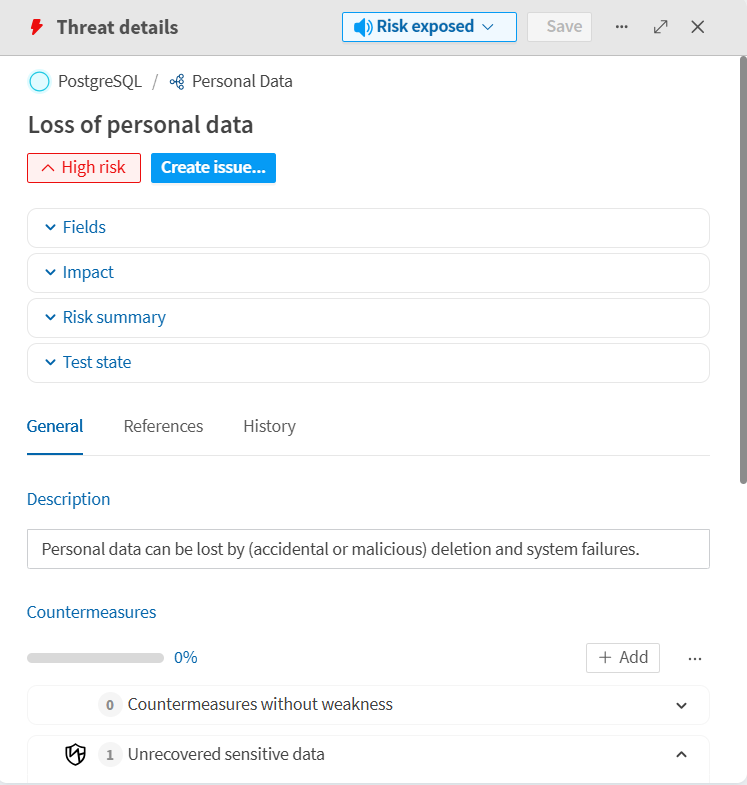 Threat details
Risk exposed
Save
PostgreSQL / Personal Data
Loss of personal data
High risk
Create issue...
Fields
Impact
Risk summary
Test state
General References History
Description
Personal data can be lost by (accidental or malicious) deletion and system failures.
Countermeasures
0%
+ Add
0 Countermeasures without weakness
1 Unrecovered sensitive data